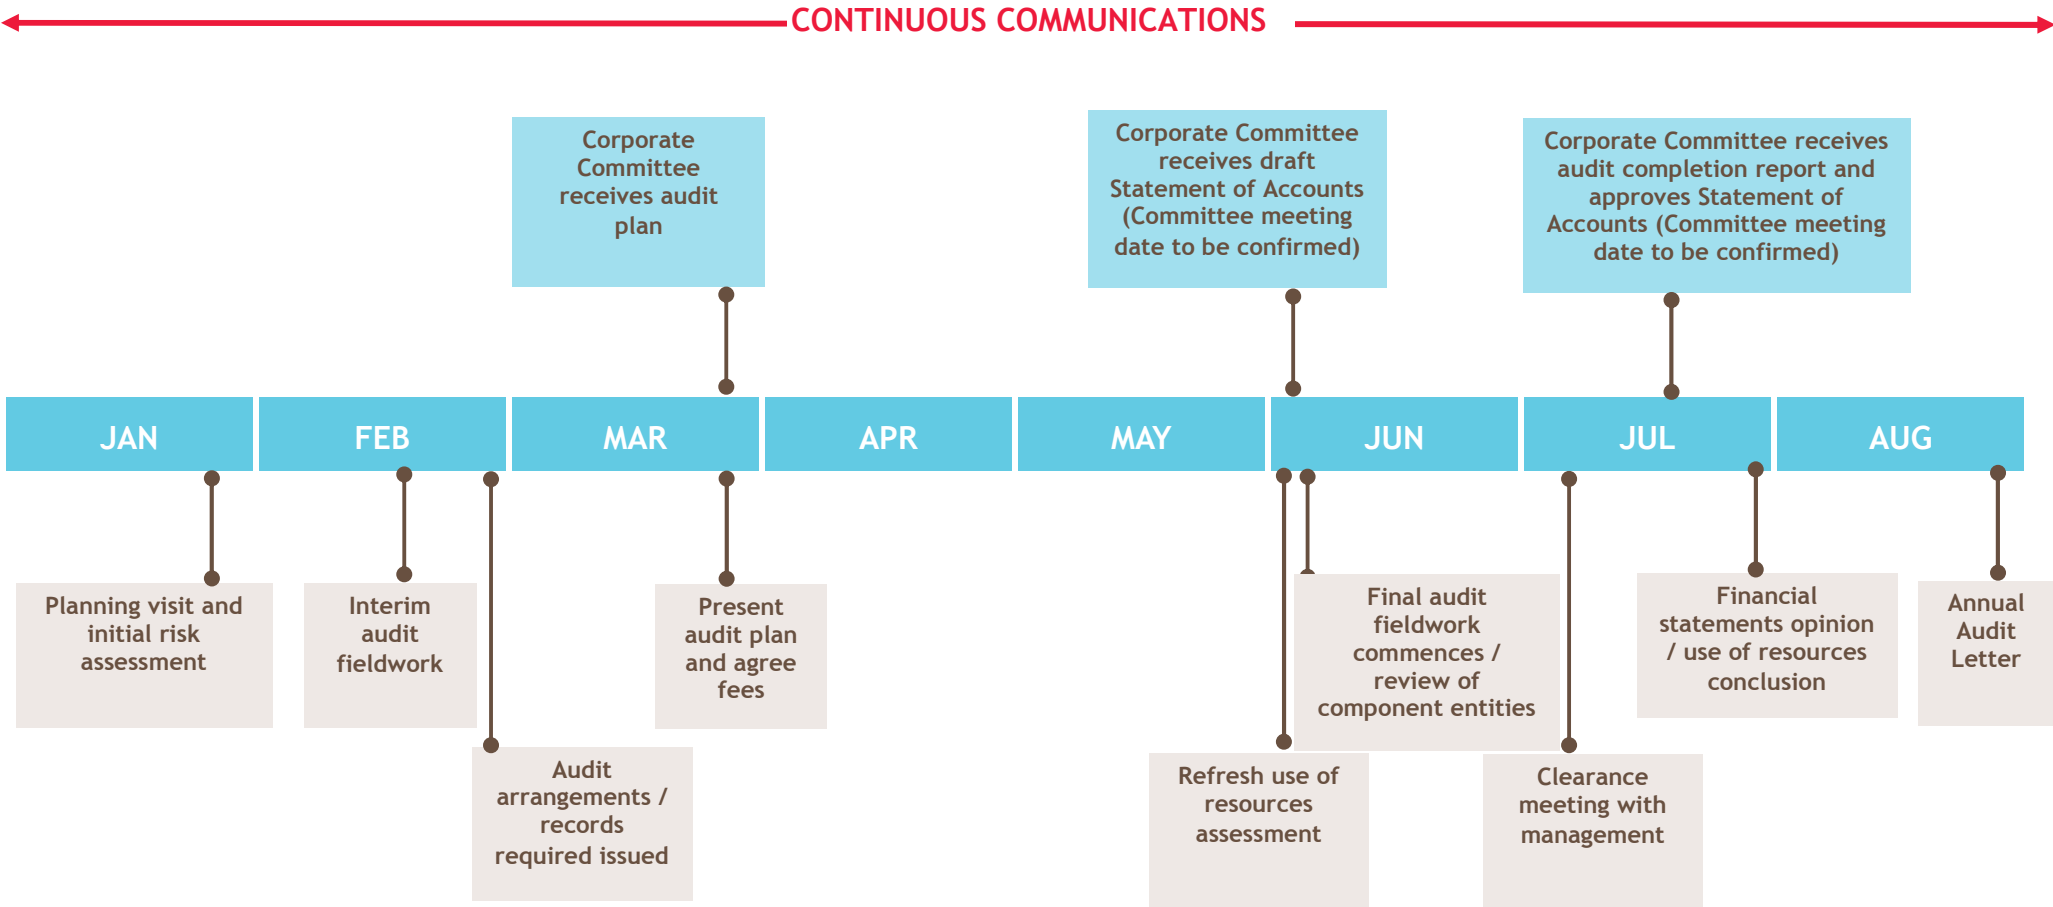 CONTINUOUS COMMUNICATIONS
Corporate
Committee
receives audit
plan
Corporate Committee
receives draft
Statement of Accounts
(Committee meeting
date to be confirmed)
Corporate Committee receives
audit completion report and
approves Statement of
Accounts (Committee meeting
date to be confirmed)
JAN
FEB
MAR
APR
MAY
JUN
JUL
AUG
Planning visit and
initial risk
assessment
Interim
audit
fieldwork
Audit
arrangements /
records
required issued
Present
audit plan
and agree
fees
Refresh use of
resources
assessment
Final audit
fieldwork
commences /
review of
component entities
Clearance
meeting with
management
Financial
statements opinion
/ use of resources
conclusion
Annual
Audit
Letter